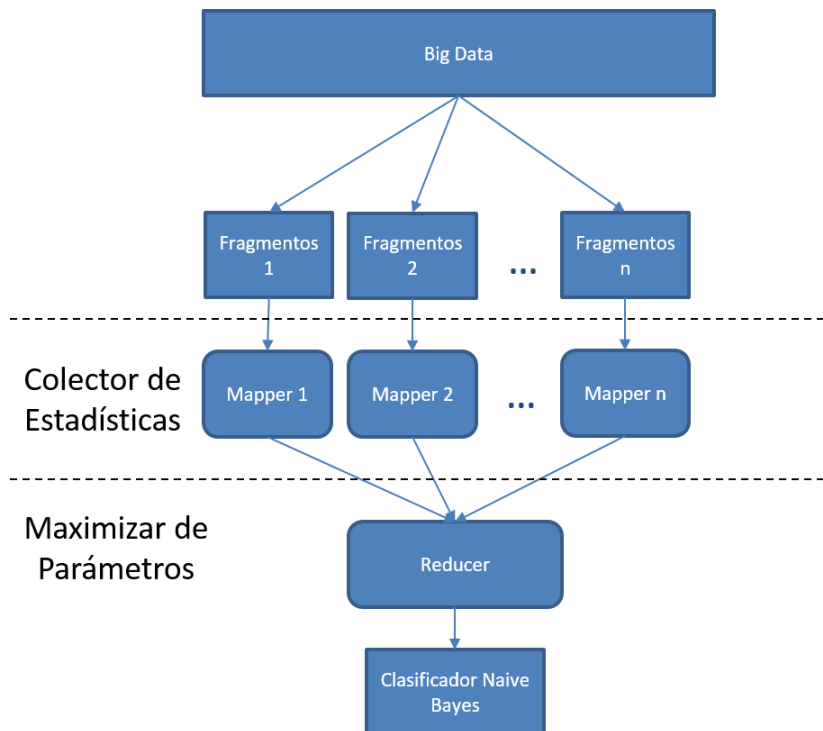 Big Data
Fragmentos
1
Fragmentos
2
...
Fragmentos
n
Colector de
Estadísticas
Mapper 1
Mapper 2
...
Mapper n
Maximizar de
Parámetros
Reducer
Clasificador Naive
Bayes